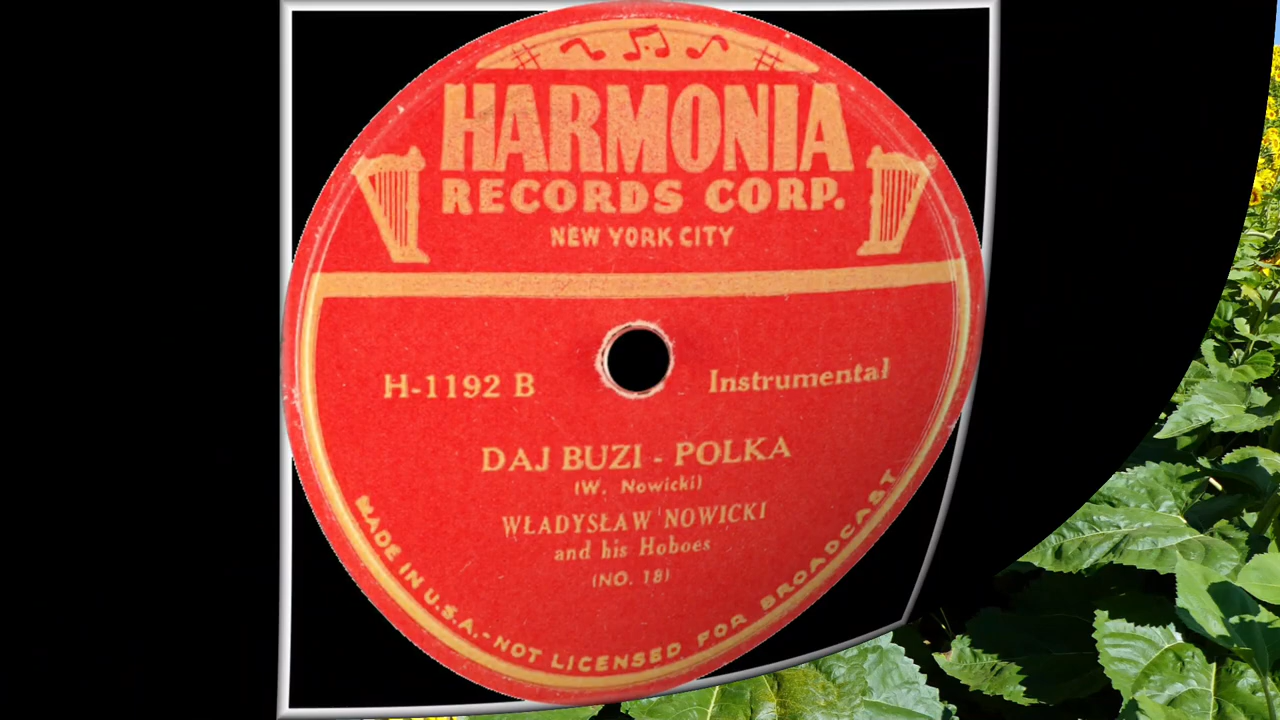 HARMONIA
RECORDS CORP.
NEW YORK CITY
H-1192 B
Instrumental
DAJ BUZI - POLKA
(W. Nowicki)
WŁADYSŁAW NOWICKI
and his Hoboes
(NO. 18)
MADE IN U.S.A.-NOT LICENSED FOR BROADCAST